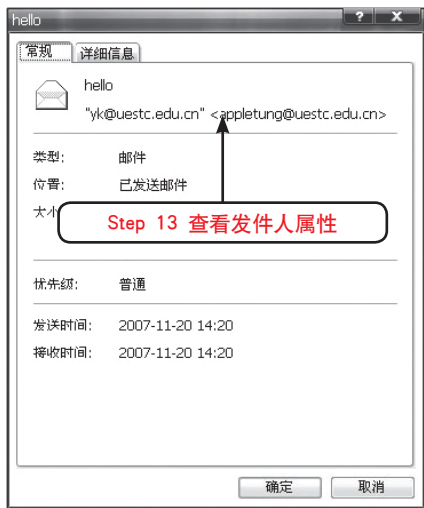 hello
常规 详细信息
hello
"yk@uestc.edu.cn" <appletung@uestc.edu.cn>
类型: 邮件
位置: 已发送邮件
大小
Step 13 查看发件人属性
优先级: 普通
发送时间: 2007-11-20 14:20
接收时间: 2007-11-20 14:20
确定 取消